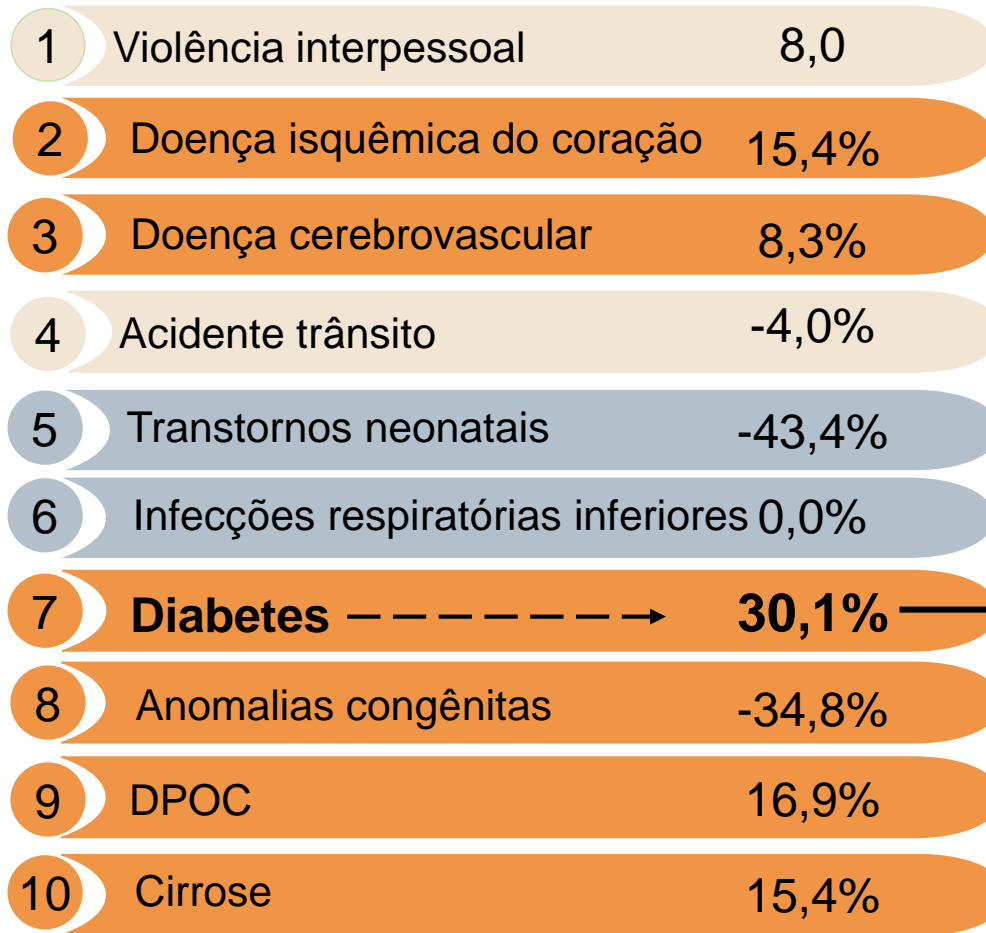 1 Violência interpessoal 8,0
2 Doença isquêmica do coração 15,4%
3 Doença cerebrovascular 8,3%
4 Acidente trânsito -4,0%
5 Transtornos neonatais -43,4%
6 Infecções respiratórias inferiores 0,0%
7 Diabetes 30,1%
8 Anomalias congênitas -34,8%
9 DPOC 16,9%
10 Cirrose 15,4%